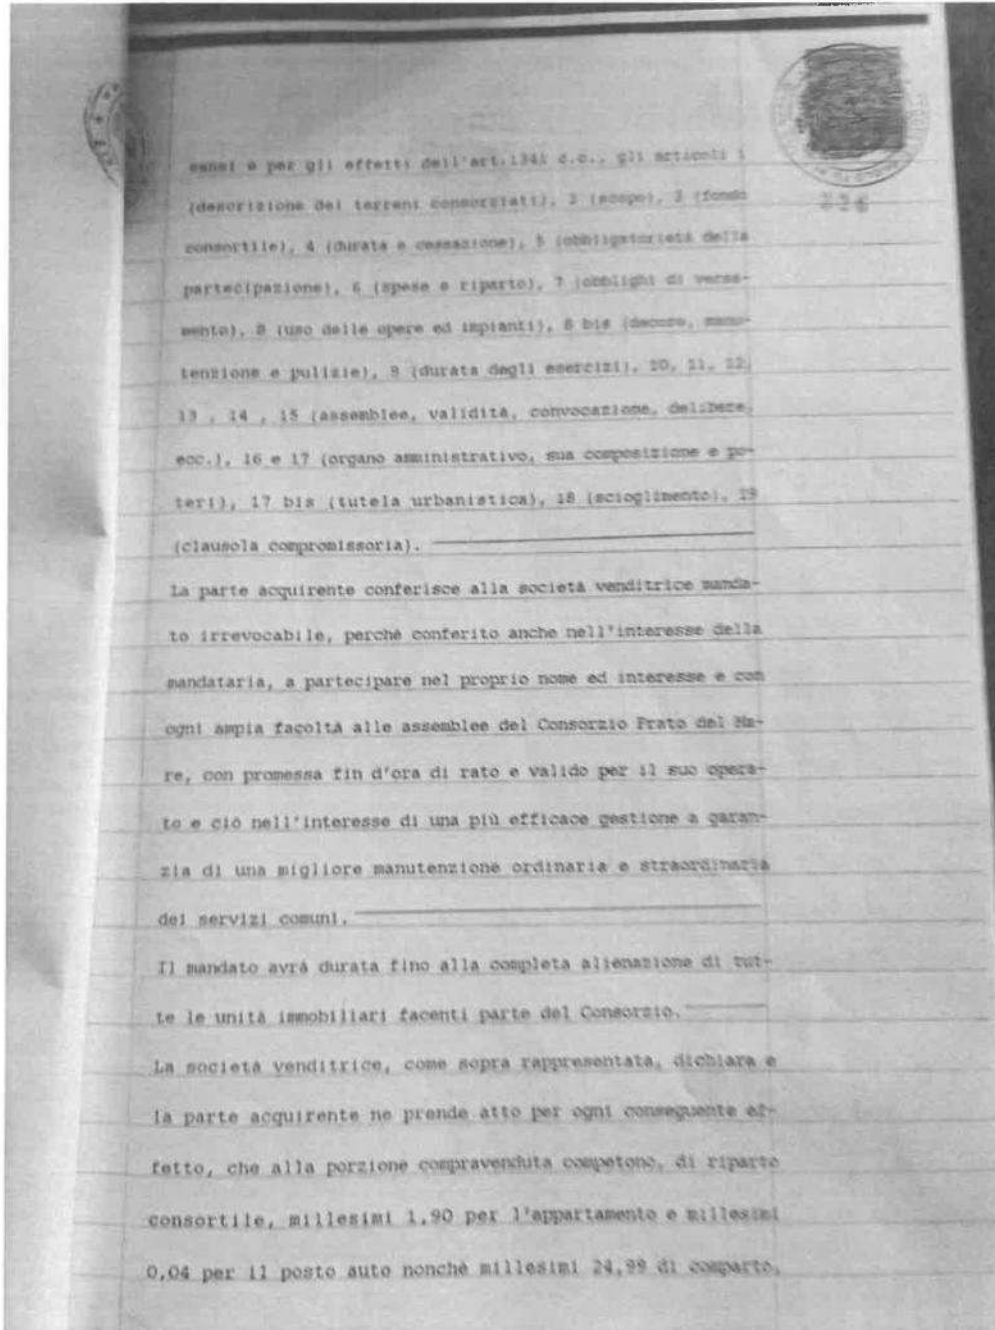 sensi e per gli effetti dell'art.1341 c.c., gli articoli 1
(descrizione dei terreni consorziati), 2 (scopo), 3 (fondo
226
consortile), 4 (durata e cessazione), 5 (obbligatorietà della
partecipazione), 6 (spese e riparto), 7 (obblighi di versa-
mento), 8 (uso delle opere ed impianti), 8 bis (decoro, manu-
tenzione e pulizie), 9 (durata degli esercizi), 10, 11, 12,
13 , 14 , 15 (assemblee, validità, convocazione, delibere,
ecc.), 16 e 17 (organo amministrativo, sua composizione e po-
teri), 17 bis (tutela urbanistica), 18 (scioglimento), 19
(clausola compromissoria).
La parte acquirente conferisce alla società venditrice manda-
to irrevocabile, perchè conferito anche nell'interesse della
mandataria, a partecipare nel proprio nome ed interesse e con
ogni ampia facoltà alle assemblee del Consorzio Prato del Ma-
re, con promessa fin d'ora di rato e valido per il suo opera-
to e ciò nell'interesse di una più efficace gestione a garan-
zia di una migliore manutenzione ordinaria e straordinaria
dei servizi comuni.
Il mandato avrà durata fino alla completa alienazione di tut-
te le unità immobiliari facenti parte del Consorzio.
La società venditrice, come sopra rappresentata, dichiara e
la parte acquirente ne prende atto per ogni conseguente ef-
fetto, che alla porzione compravenduta competono, di riparto
consortile, millesimi 1,90 per l'appartamento e millesimi
0,04 per il posto auto nonchè millesimi 24,99 di comparto,